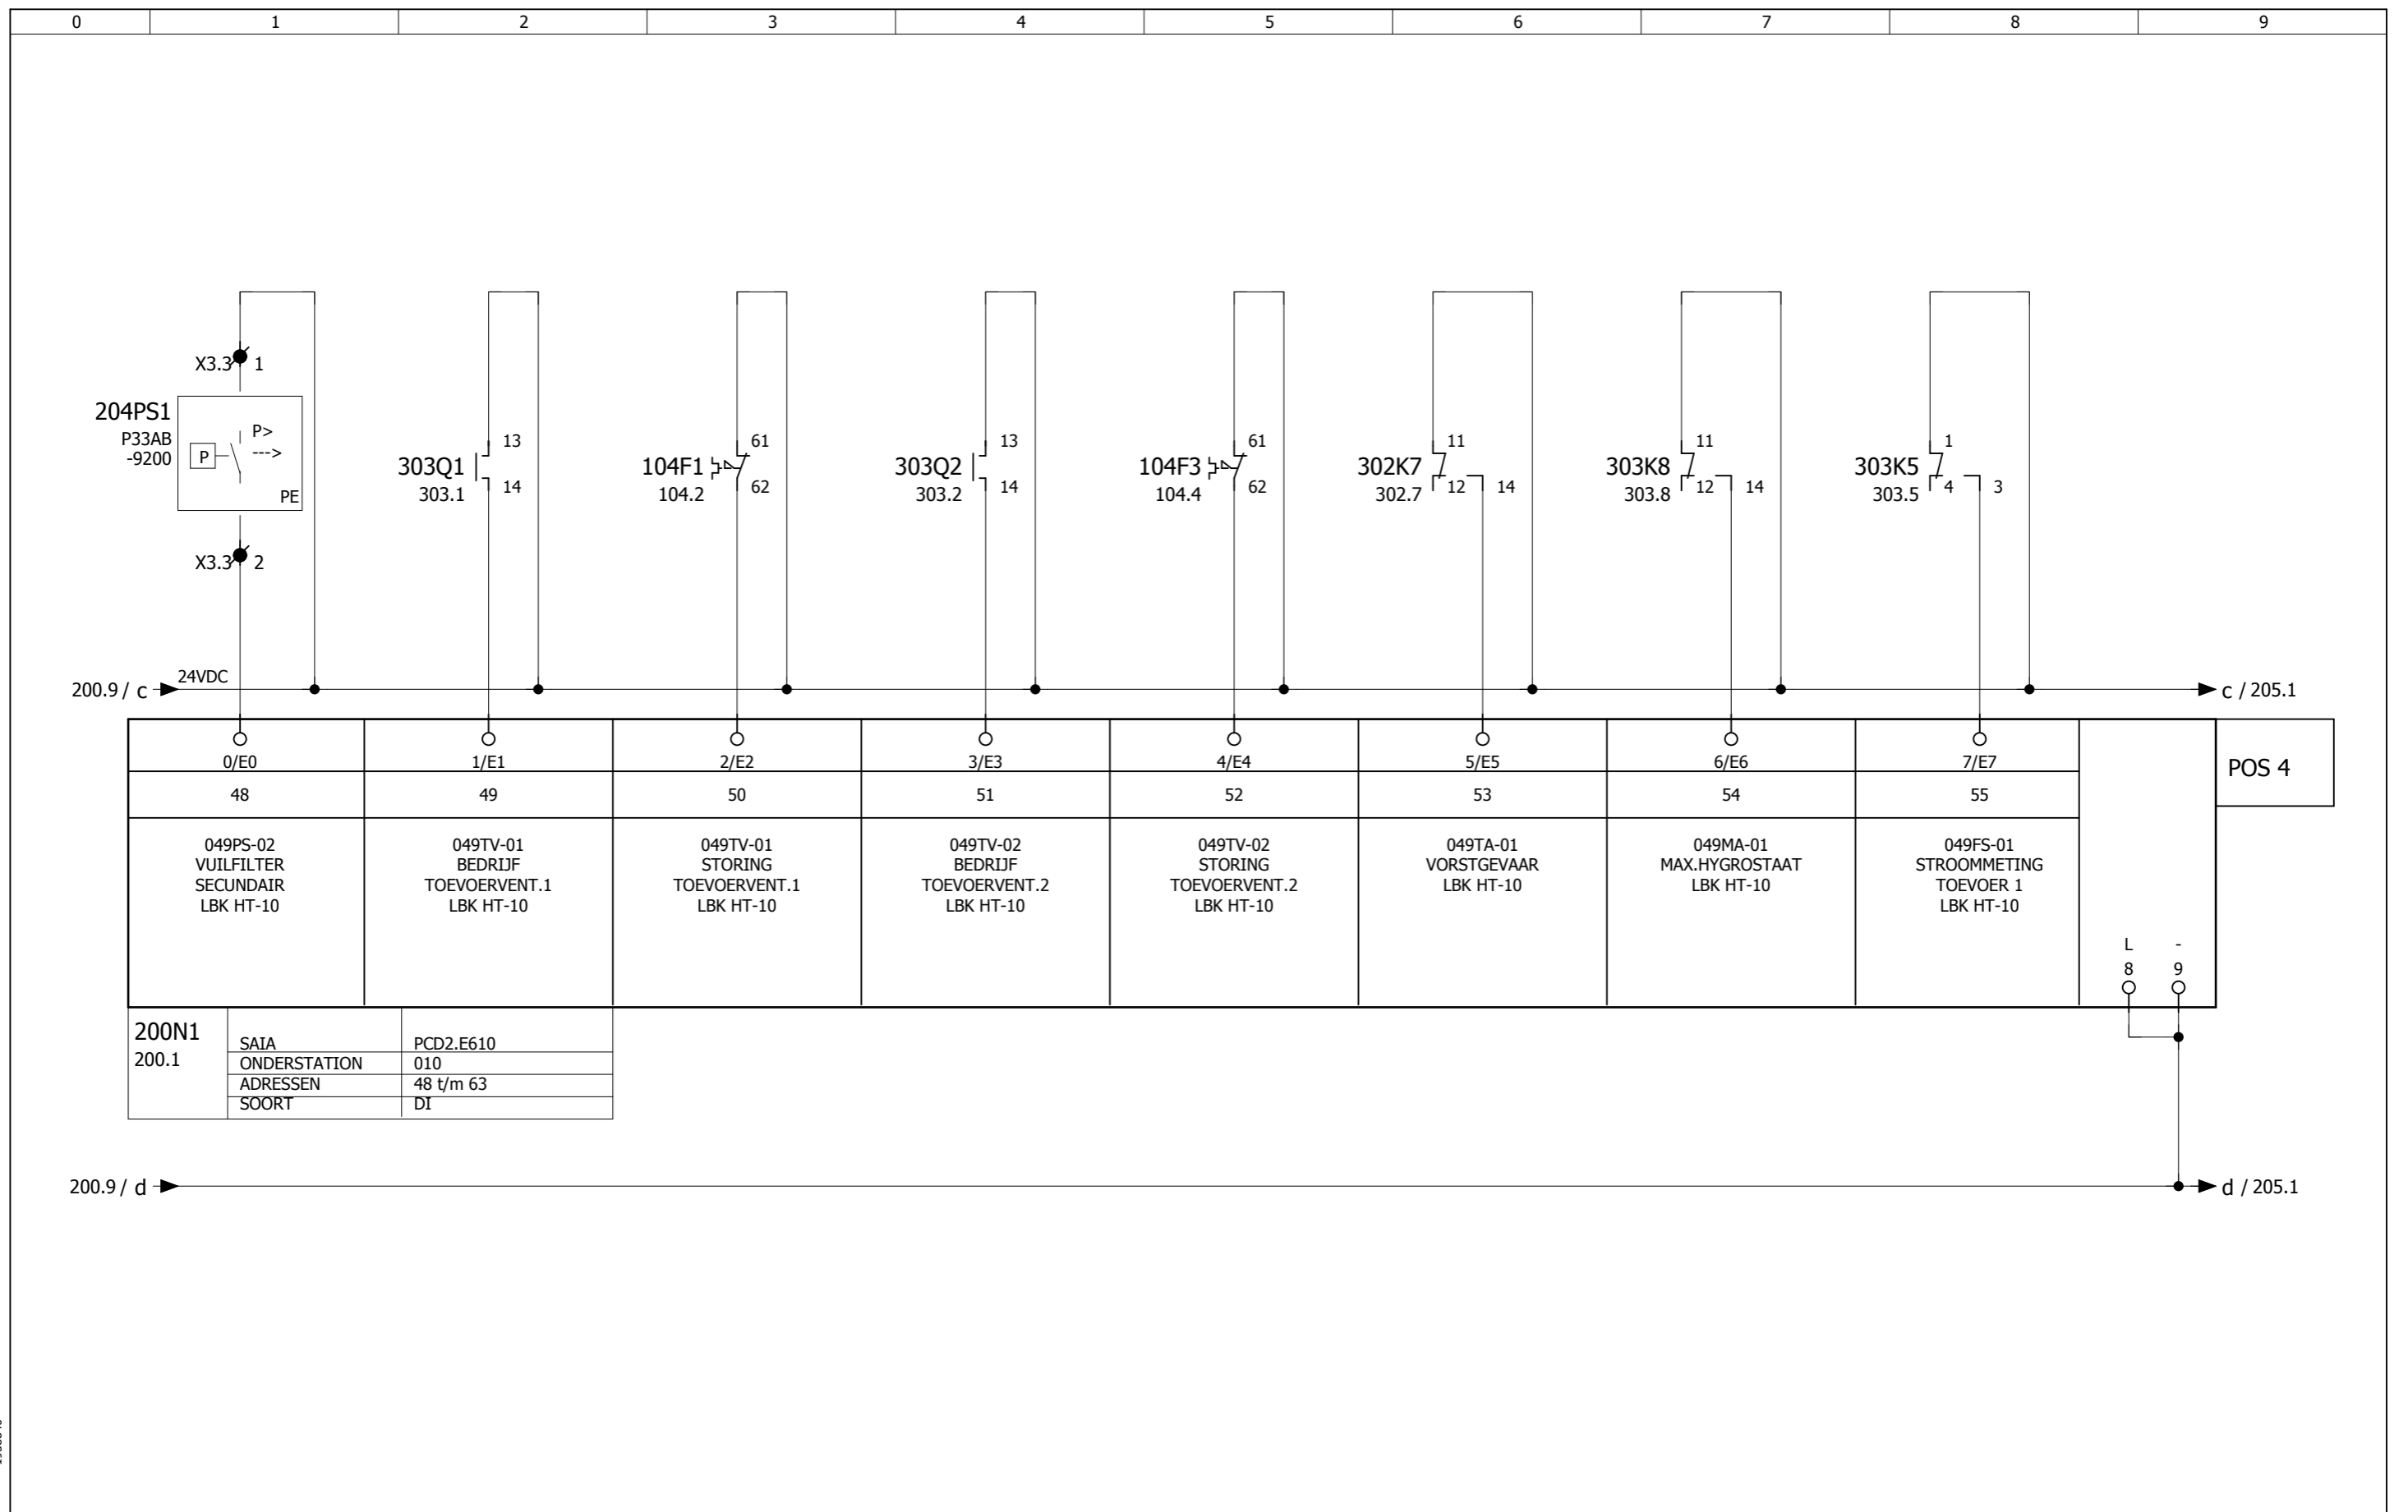 0 1 2 3 4 5 6 7 8 9
X3.3 1
204PS1
P33AB
-9200
P>
--->
P
PE
X3.3 2
303Q1
303.1
13
14
104F1
104.2
61
62
303Q2
303.2
13
14
104F3
104.4
61
62
302K7
302.7
11
12 14
303K8
303.8
11
12 14
303K5
303.5
1
4 3
24VDC
200.9 / c
c / 205.1
0/E0 1/E1 2/E2 3/E3 4/E4 5/E5 6/E6 7/E7
POS 4
48 49 50 51 52 53 54 55
049PS-02
VUILFILTER
SECUNDAIR
LBK HT-10
049TV-01
BEDRIJF
TOEVOERVENT.1
LBK HT-10
049TV-01
STORING
TOEVOERVENT.1
LBK HT-10
049TV-02
BEDRIJF
TOEVOERVENT.2
LBK HT-10
049TV-02
STORING
TOEVOERVENT.2
LBK HT-10
049TA-01
VORSTGEVAAR
LBK HT-10
049MA-01
MAX.HYGROSTAAT
LBK HT-10
049FS-01
STROOMMETING
TOEVOER 1
LBK HT-10
L -
8 9
200N1
200.1
SAIA PCD2.E610
ONDERSTATION 010
ADRESSEN 48 t/m 63
SOORT DI
200.9 / d
d / 205.1